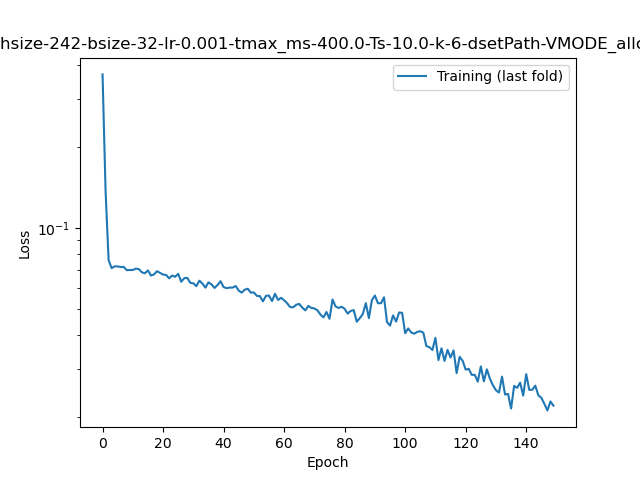 hsize-242-bsize-32-lr-0.001-tmax_ms-400.0-Ts-10.0-k-6-dsetPath-VMODE_allo
Training (last fold)
Loss
10⁻¹
0 20 40 60 80 100 120 140
Epoch